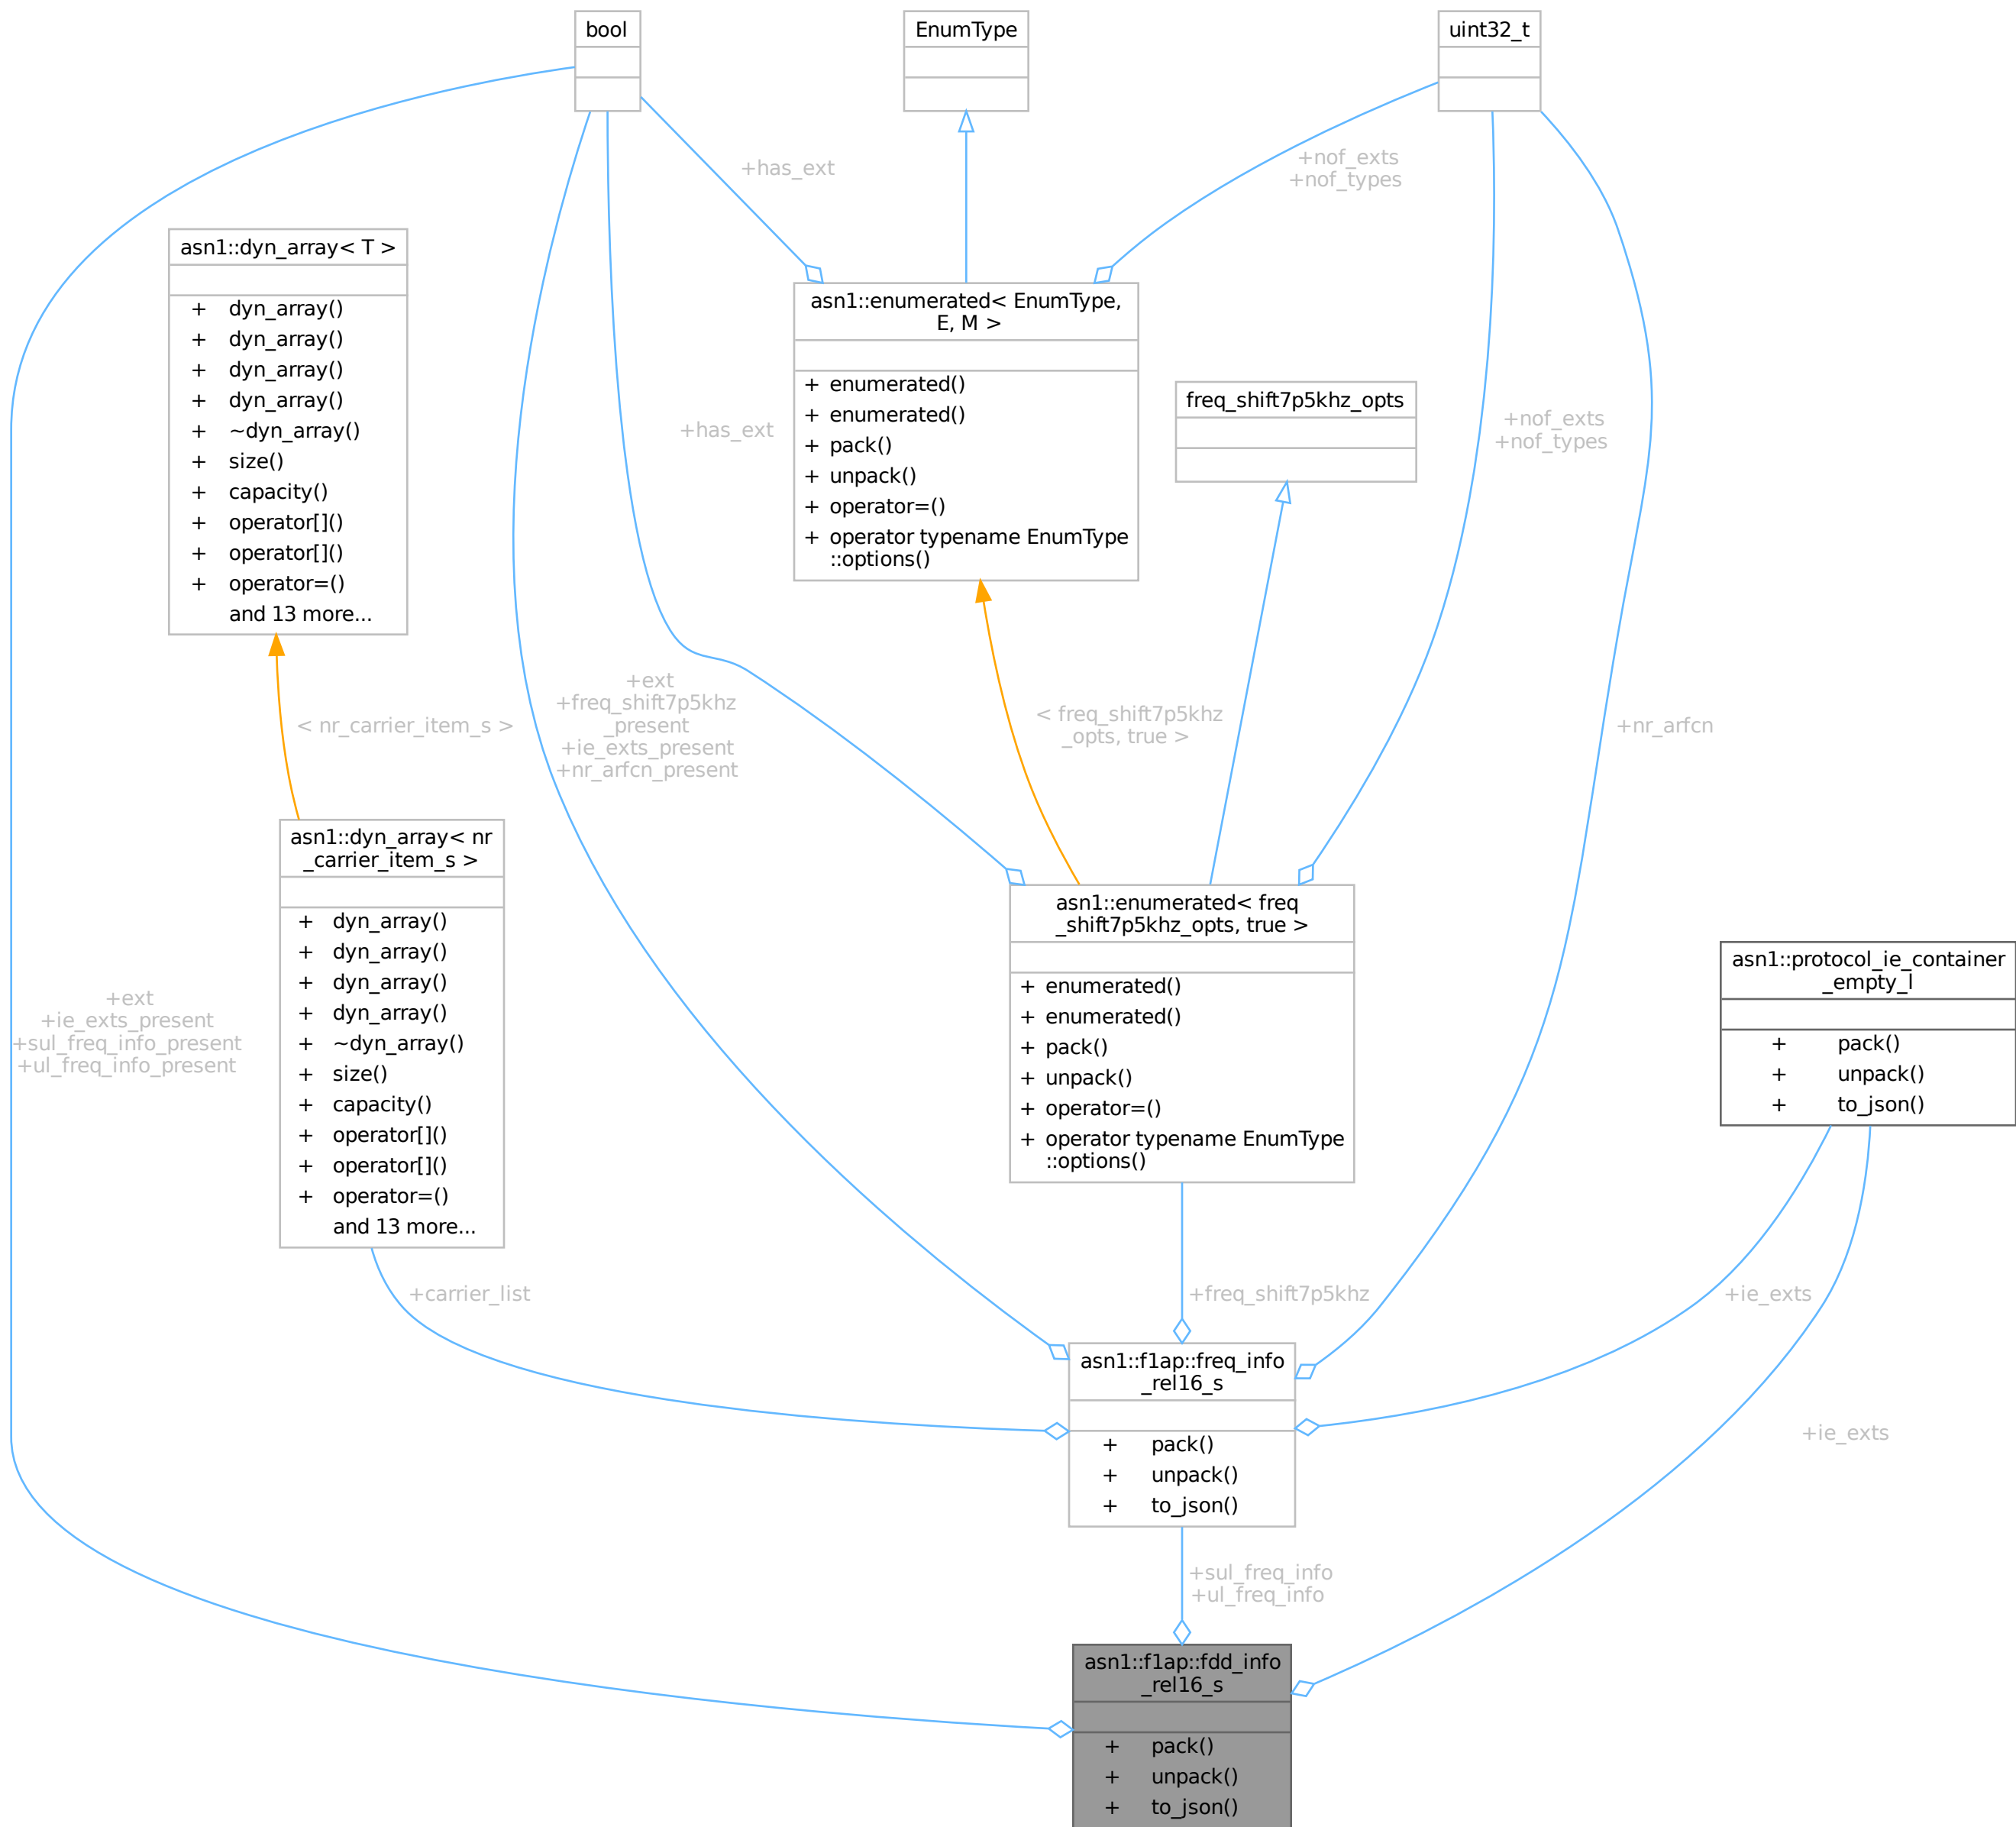 bool
EnumType
uint32_t
+has_ext
+nof_exts
+nof_types
asn1::dyn_array< T >
+ dyn_array()
+ dyn_array()
+ dyn_array()
+ dyn_array()
+ ~dyn_array()
+ size()
+ capacity()
+ operator[]()
+ operator[]()
+ operator=()
and 13 more...
asn1::enumerated< EnumType,
E, M >
+ enumerated()
+ enumerated()
+ pack()
+ unpack()
+ operator=()
+ operator typename EnumType
::options()
freq_shift7p5khz_opts
+has_ext
+nof_exts
+nof_types
< nr_carrier_item_s >
+ext
+freq_shift7p5khz
_present
+ie_exts_present
+nr_arfcn_present
< freq_shift7p5khz
_opts, true >
+nr_arfcn
asn1::dyn_array< nr
_carrier_item_s >
+ dyn_array()
+ dyn_array()
+ dyn_array()
+ dyn_array()
+ ~dyn_array()
+ size()
+ capacity()
+ operator[]()
+ operator[]()
+ operator=()
and 13 more...
asn1::enumerated< freq
_shift7p5khz_opts, true >
+ enumerated()
+ enumerated()
+ pack()
+ unpack()
+ operator=()
+ operator typename EnumType
::options()
asn1::protocol_ie_container
_empty_l
+ pack()
+ unpack()
+ to_json()
+ext
+ie_exts_present
+sul_freq_info_present
+ul_freq_info_present
+carrier_list
+freq_shift7p5khz
+ie_exts
asn1::f1ap::freq_info
_rel16_s
+ pack()
+ unpack()
+ to_json()
+ie_exts
+sul_freq_info
+ul_freq_info
asn1::f1ap::fdd_info
_rel16_s
+ pack()
+ unpack()
+ to_json()